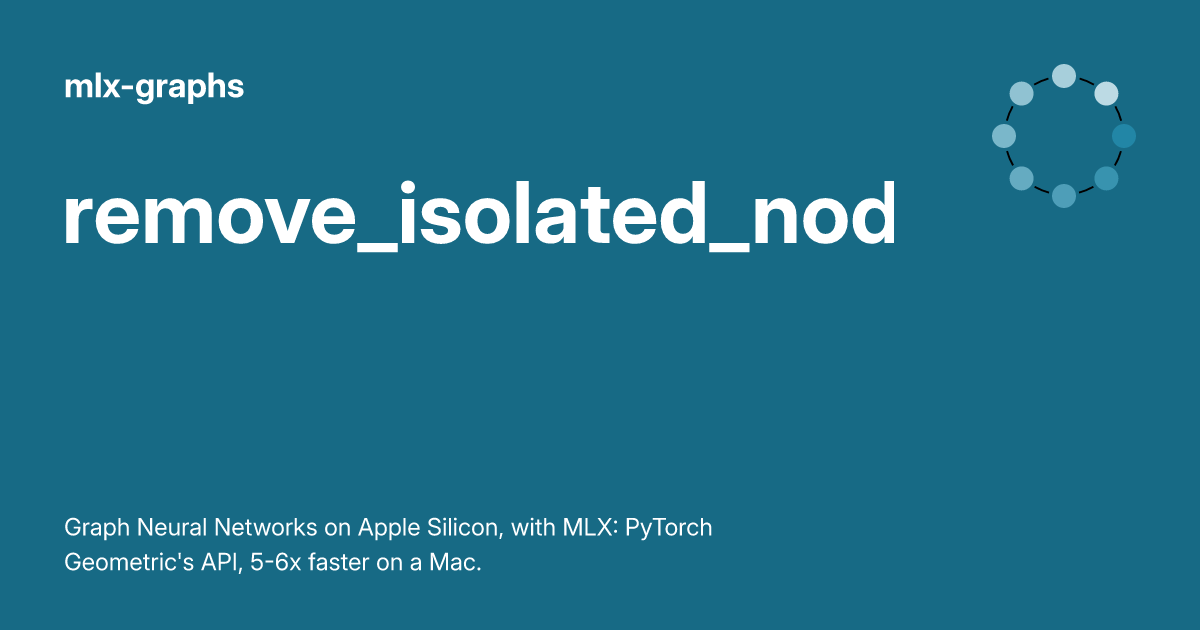 mlx-graphs
remove_isolated_nod
Graph Neural Networks on Apple Silicon, with MLX: PyTorch
Geometric's API, 5-6x faster on a Mac.